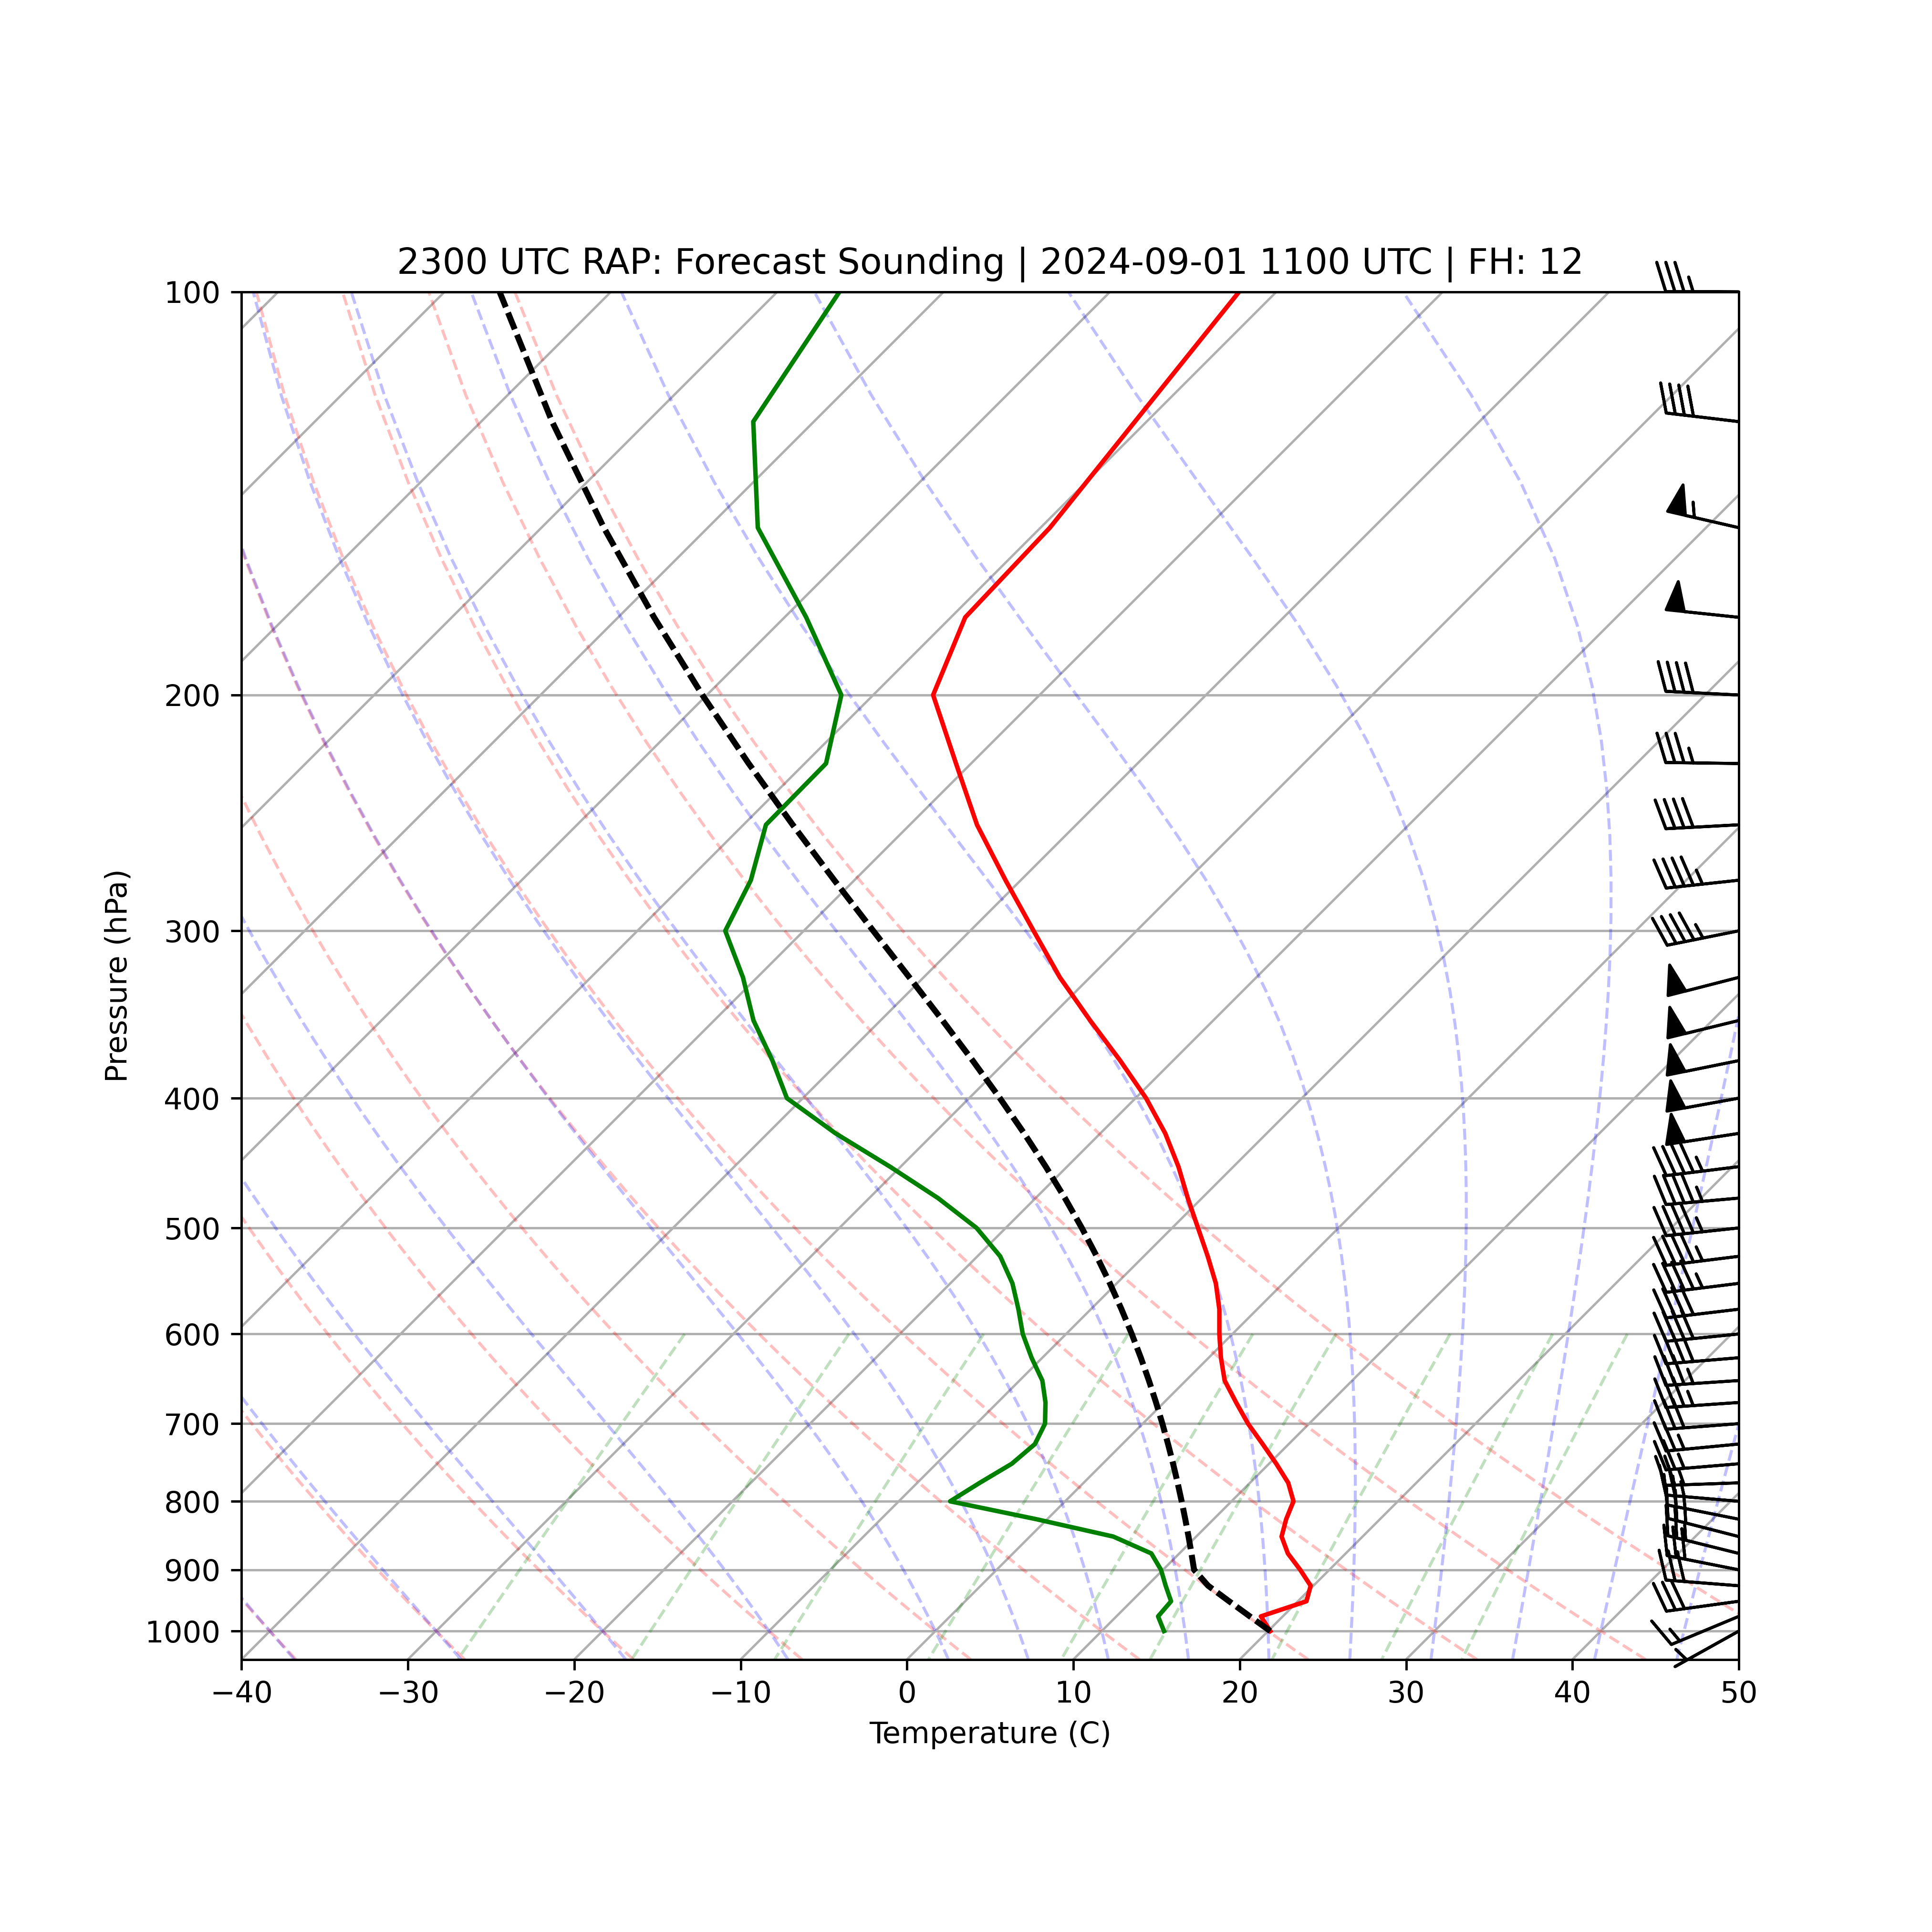 2300 UTC RAP: Forecast Sounding | 2024-09-01 1100 UTC | FH: 12
100
200
300
400
500
600
700
800
900
1000
Pressure (hPa)
−40 −30 −20 −10 0 10 20 30 40 50
Temperature (C)